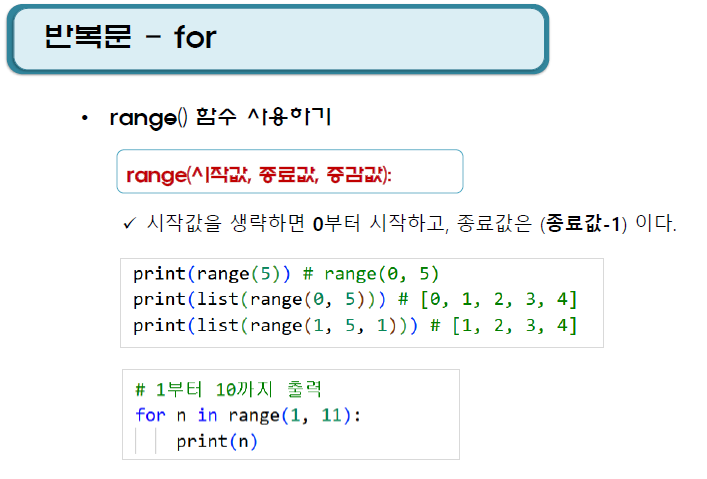 반복문 – for
• range() 함수 사용하기
range(시작값, 종료값, 증감값):
✓ 시작값을 생략하면 0부터 시작하고, 종료값은 (종료값-1) 이다.
print(range(5)) # range(0, 5)
print(list(range(0, 5))) # [0, 1, 2, 3, 4]
print(list(range(1, 5, 1))) # [1, 2, 3, 4]
# 1부터 10까지 출력
for n in range(1, 11):
    print(n)